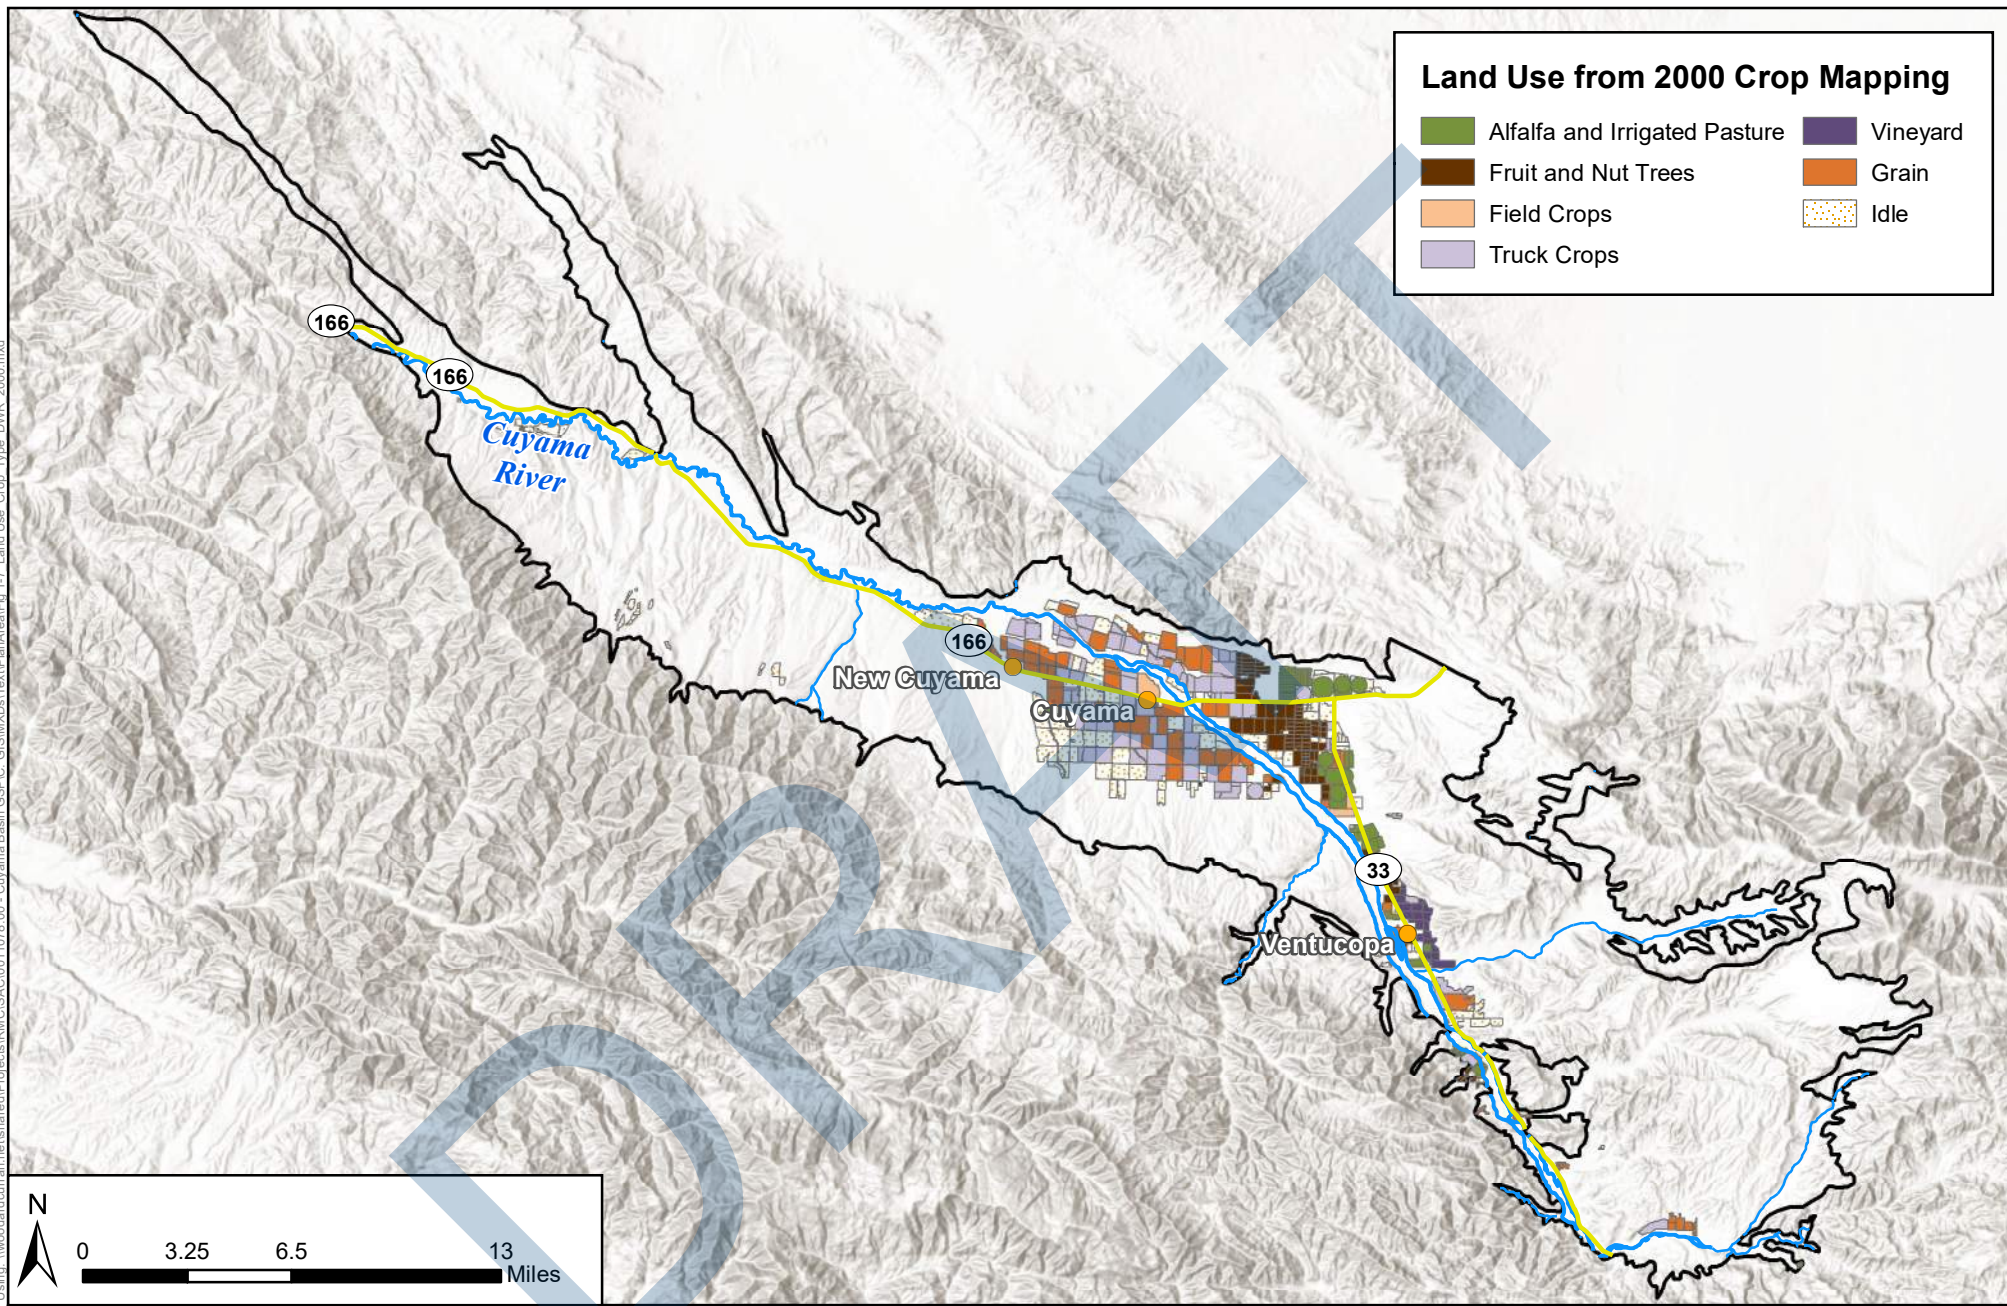 Land Use from 2000 Crop Mapping
Alfalfa and Irrigated Pasture
Vineyard
Fruit and Nut Trees
Grain
Field Crops
Idle
Truck Crops
166
166
Cuyama
River
166
New Cuyama
Cuyama
33
Ventucopa
DRAFT
N
0 3.25 6.5 13
Miles